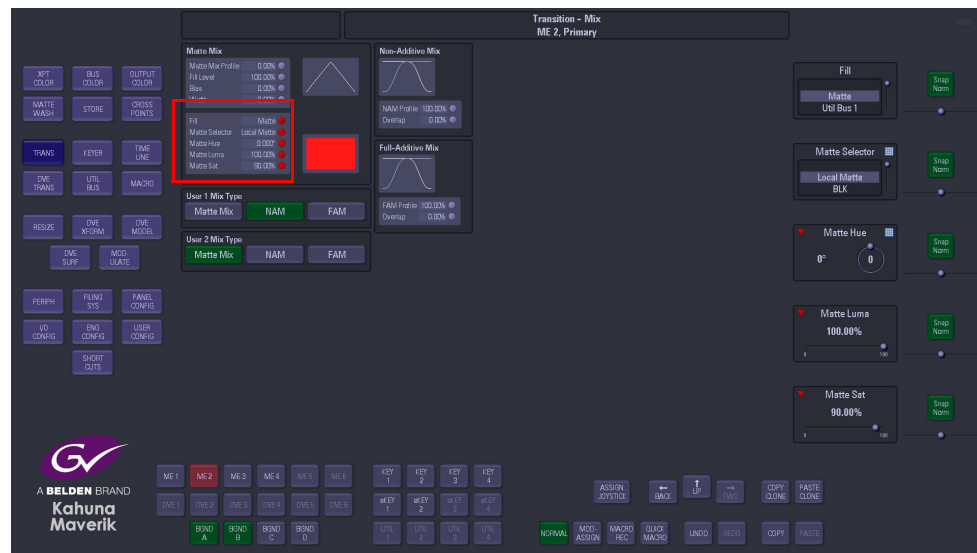 Transition - Mix
ME 2, Primary
Matte Mix
Matte Mix Profile 0.00%
Fill Level 100.00%
Bias 0.00%
Width 0.00%
Fill Matte
Matte Selector Local Matte
Matte Hue 0.000°
Matte Luma 100.00%
Matte Sat 90.00%
Non-Additive Mix
NAM Profile 100.00%
Overlap 0.00%
Full-Additive Mix
FAM Profile 100.00%
Overlap 0.00%
User 1 Mix Type
Matte Mix NAM FAM
User 2 Mix Type
Matte Mix NAM FAM
XPT COLOR
BUS COLOR
OUTPUT COLOR
MATTE WASH
STORE
CROSS POINTS
TRANS
KEYER
TIME LINE
DVE TRANS
UTIL BUS
MACRO
RESIZE
DVE XFORM
DVE MODEL
DVE SURF
MOD- ULATE
PERIPH
FILING SYS
PANEL CONFIG
I/O CONFIG
ENG CONFIG
USER CONFIG
SHORT CUTS
Fill
Matte
Util Bus 1
Snap Norm
Matte Selector
Local Matte
BLK
Snap Norm
Matte Hue
0° 0
Snap Norm
Matte Luma
100.00%
0 100
Snap Norm
Matte Sat
90.00%
0 100
Snap Norm
GV
A BELDEN BRAND
Kahuna
Maverik
ME 1 ME 2 ME 3 ME 4 ME 5 ME 6
DVE 1 DVE 2 DVE 3 DVE 4 DVE 5 DVE 6
BGND A
BGND B
BGND C
BGND D
KEY 1
KEY 2
KEY 3
KEY 4
eKEY 1
eKEY 2
eKEY 3
eKEY 4
UTIL 1
UTIL 2
UTIL 3
UTIL 4
ASSIGN JOYSTICK
BACK
UP
FWD
COPY CLONE
PASTE CLONE
NORMAL
MOD- ASSIGN
MACRO REC
QUICK MACRO
UNDO
REDO
COPY
PASTE